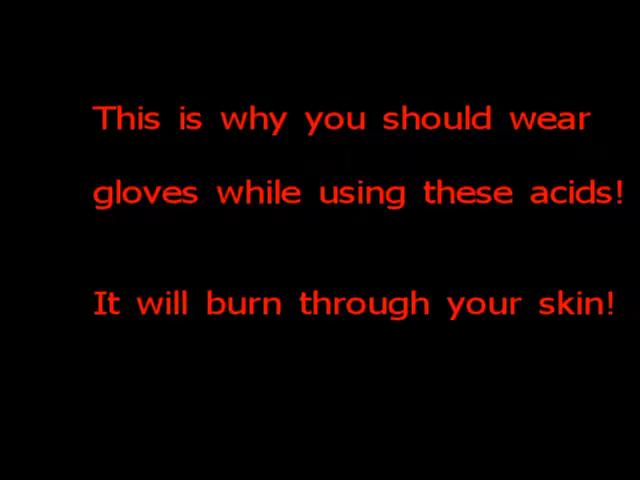 This is why you should wear
gloves while using these acids!
It will burn through your skin!